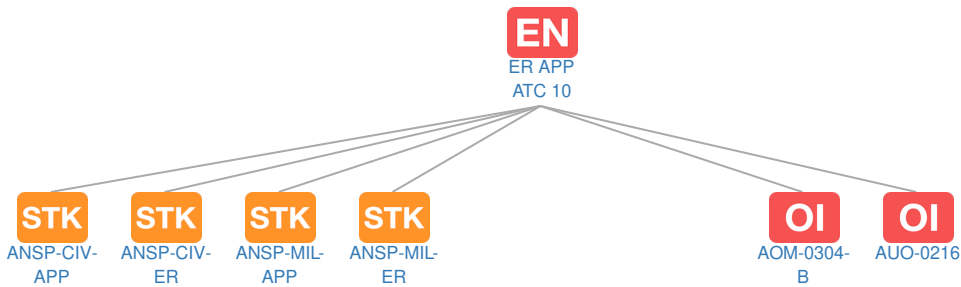 EN
ER APP
ATC 10
STK
STK
STK
STK
OI
OI
ANSP-CIV-
APP
ANSP-CIV-
ER
ANSP-MIL-
APP
ANSP-MIL-
ER
AOM-0304-
B
AUO-0216